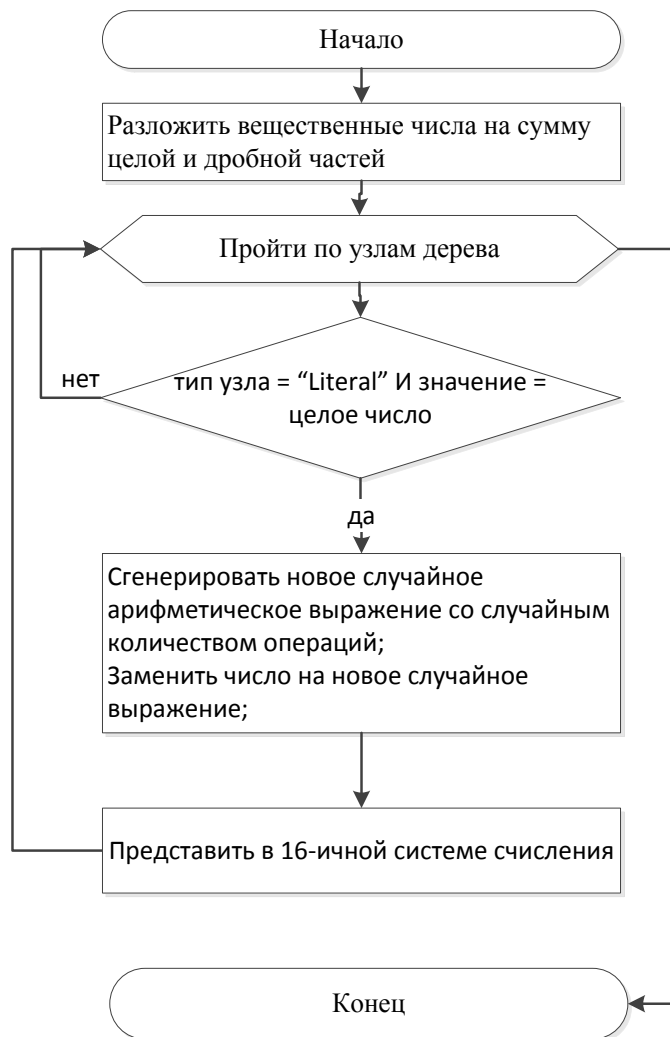 Начало
Разложить вещественные числа на сумму
целой и дробной частей
Пройти по узлам дерева
нет
тип узла = “Literal” И значение =
целое число
да
Сгенерировать новое случайное
арифметическое выражение со случайным
количеством операций;
Заменить число на новое случайное
выражение;
Представить в 16-ичной системе счисления
Конец